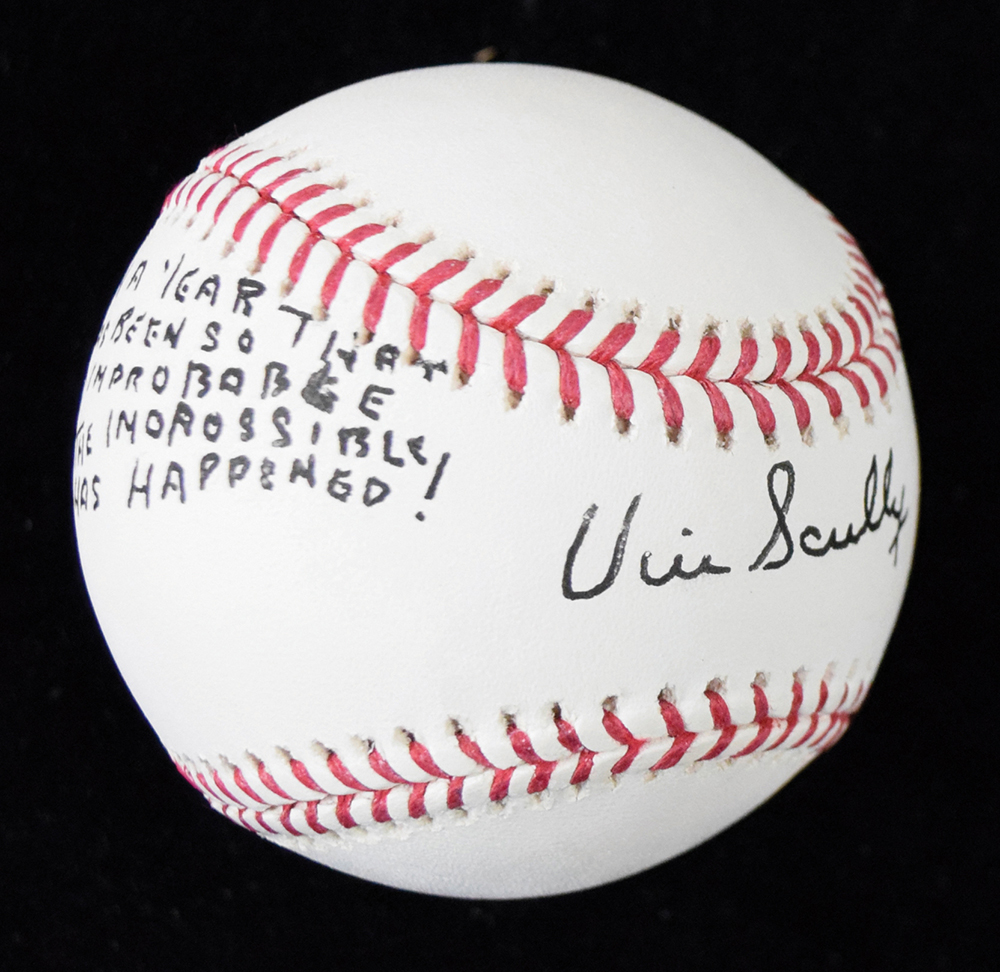 A YEAR THAT
BEEN SO
IMPROBABLE
THE IMPOSSIBLE!
HAS HAPPENED!
Vin Scully